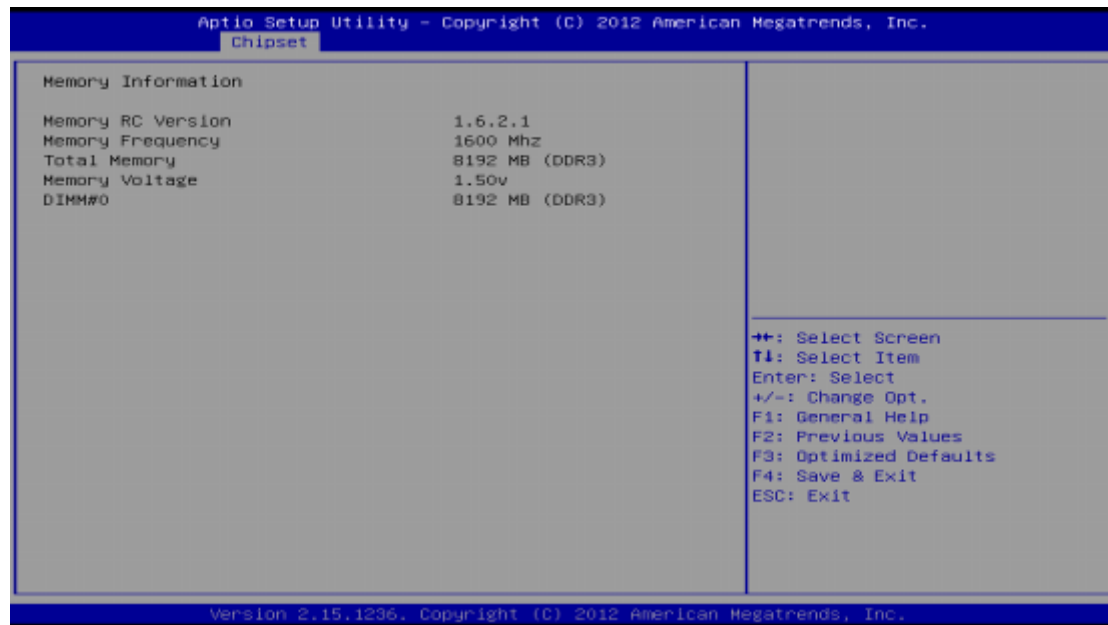 Aptio Setup Utility – Copyright (C) 2012 American Megatrends, Inc.
Chipset
Memory Information
Memory RC Version 1.6.2.1
Memory Frequency 1600 Mhz
Total Memory 8192 MB (DDR3)
Memory Voltage 1.50v
DIMM#0 8192 MB (DDR3)
→←: Select Screen
↑↓: Select Item
Enter: Select
+/-: Change Opt.
F1: General Help
F2: Previous Values
F3: Optimized Defaults
F4: Save & Exit
ESC: Exit
Version 2.15.1236. Copyright (C) 2012 American Megatrends, Inc.